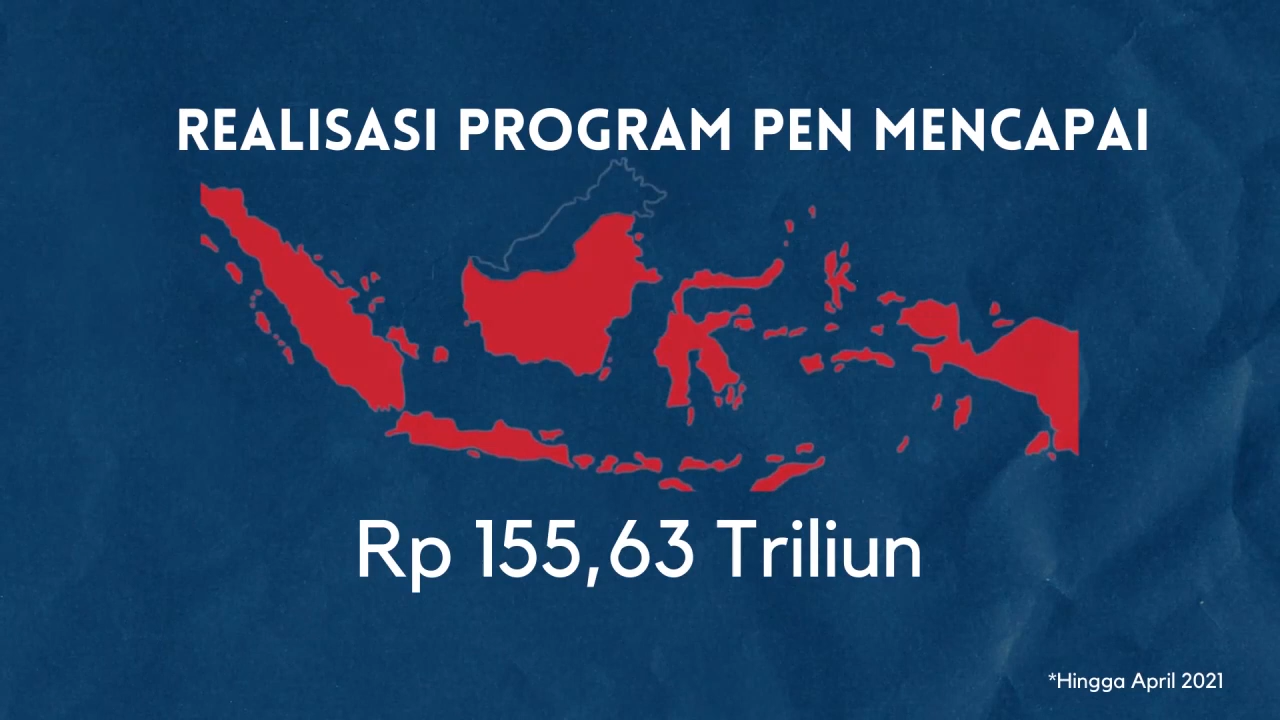 REALISASI PROGRAM PEN MENCAPAI
Rp 155,63 Triliun
*Hingga April 2021